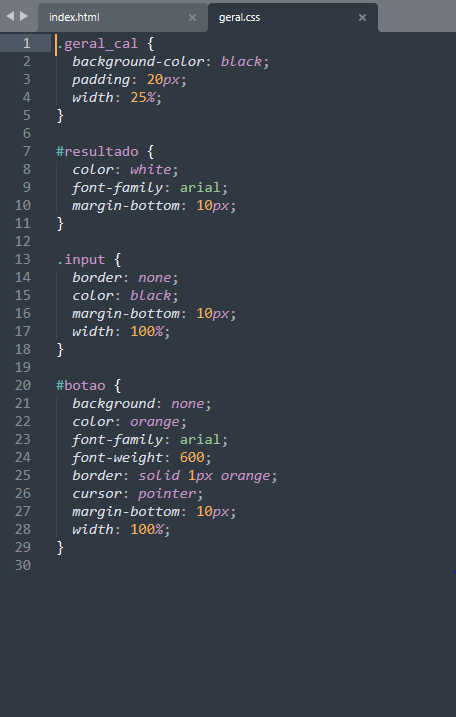 index.html × geral.css ×
1 .geral_cal {
2 background-color: black;
3 padding: 20px;
4 width: 25%;
5 }
6
7 #resultado {
8 color: white;
9 font-family: arial;
10 margin-bottom: 10px;
11 }
12
13 .input {
14 border: none;
15 color: black;
16 margin-bottom: 10px;
17 width: 100%;
18 }
19
20 #botao {
21 background: none;
22 color: orange;
23 font-family: arial;
24 font-weight: 600;
25 border: solid 1px orange;
26 cursor: pointer;
27 margin-bottom: 10px;
28 width: 100%;
29 }
30